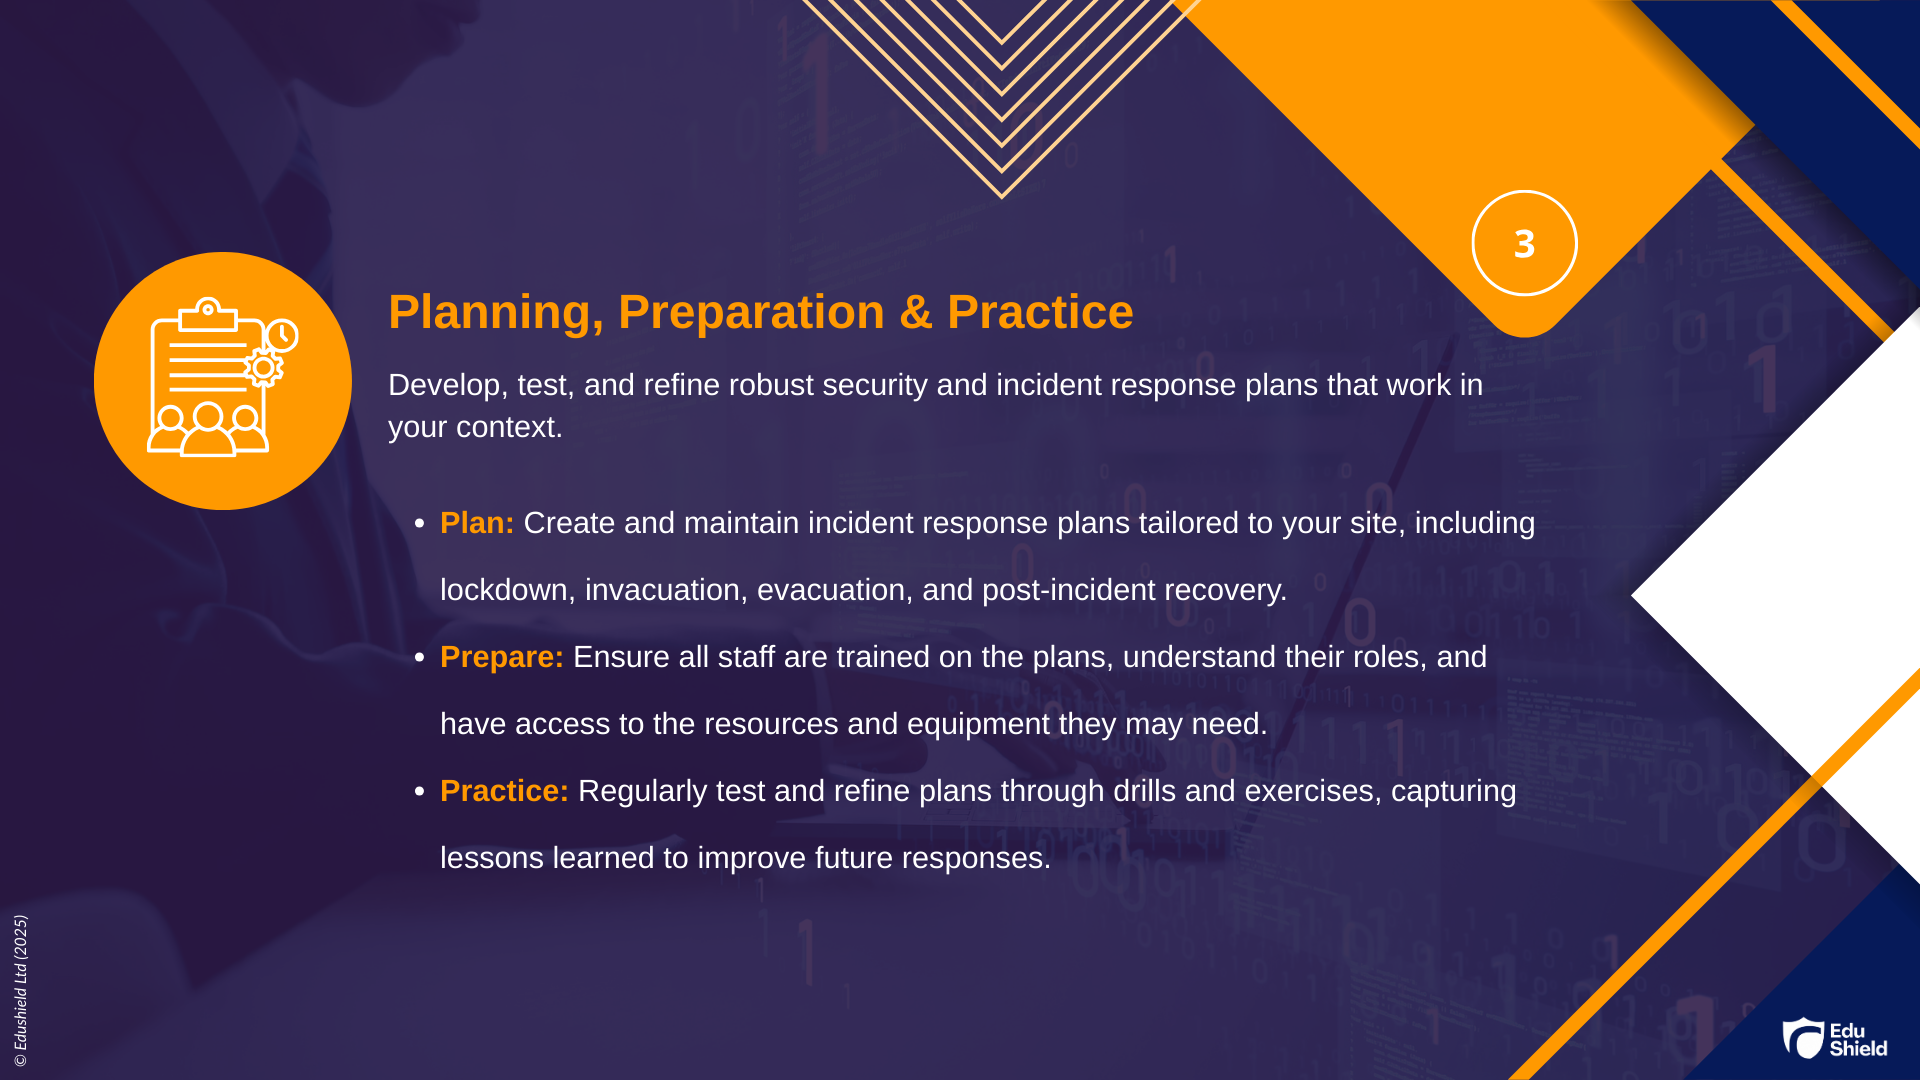 3
Planning, Preparation & Practice
Develop, test, and refine robust security and incident response plans that work in
your context.
• Plan: Create and maintain incident response plans tailored to your site, including
lockdown, invacuation, evacuation, and post-incident recovery.
• Prepare: Ensure all staff are trained on the plans, understand their roles, and
have access to the resources and equipment they may need.
• Practice: Regularly test and refine plans through drills and exercises, capturing
lessons learned to improve future responses.
© Edushield Ltd (2025)
Edu
Shield